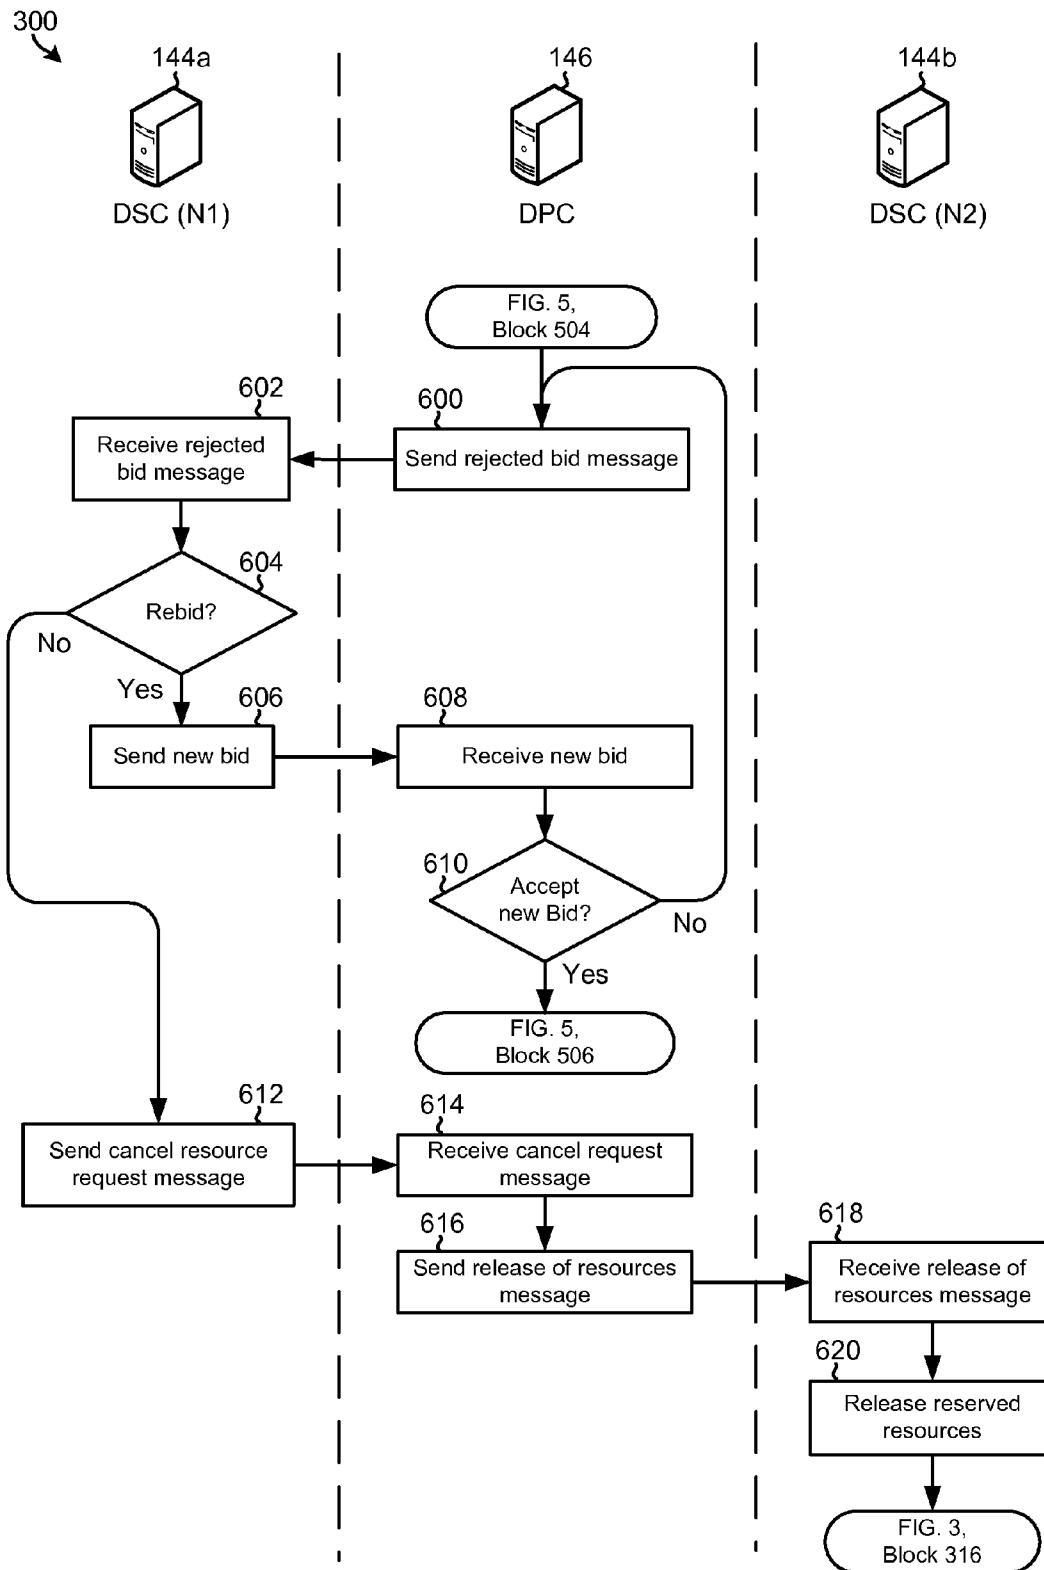 300
144a
146
144b
DSC (N1)
DPC
DSC (N2)
FIG. 5,
Block 504
602
600
Receive rejected
bid message
Send rejected bid message
604
Rebid?
No
Yes
606
608
Send new bid
Receive new bid
610
Accept
new Bid?
No
Yes
FIG. 5,
Block 506
612
614
Send cancel resource
request message
Receive cancel request
message
616
618
Send release of resources
message
Receive release of
resources message
620
Release reserved
resources
FIG. 3,
Block 316